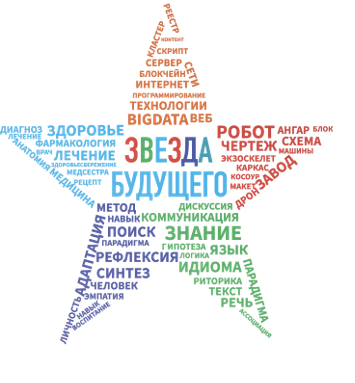 РЕЕСТР
КЛАСТЕР
КОНТЕНТ
СКРИПТ
СЕРВЕР
СЕТИ
БЛОКЧЕЙН
ИНТЕРНЕТ
ПРОГРАММИРОВАНИЕ
ТЕХНОЛОГИИ
BIGDATA ВЕБ
ДИАГНОЗ ЗДОРОВЬЕ
ЛЕЧЕНИЕ
ФАРМАКОЛОГИЯ
АНАТОМИЯ
ВРАЧ ЛЕЧЕНИЕ
ЗДОРОВЬЕСБЕРЕЖЕНИЕ
МЕДСЕСТРА
МЕДИЦИНА
РЕЦЕПТ
ЗВЕЗДА
БУДУЩЕГО
РОБОТ АНГАР БЛОК
ЧЕРТЕЖ СХЕМА
МАШИНЫ
ЭКЗОСКЕЛЕТ
КАРКАС
ЗАВОД
КОСОУР
МАКЕТ
ДРОН
МЕТОД
НАВЫК
ПОИСК
ПАРАДИГМА
РЕФЛЕКСИЯ
СИНТЕЗ
ЧЕЛОВЕК
ЭМПАТИЯ
АДАПТАЦИЯ
НАВЫК
ВОСПИТАНИЕ
ЛИЧНОСТЬ
ДИСКУССИЯ
КОММУНИКАЦИЯ
ЗНАНИЕ
ГИПОТЕЗА ЯЗЫК
ЛОГИКА
ИДИОМА
РИТОРИКА
ТЕКСТ
РЕЧЬ
ПАРАДИГМА
АССОЦИАЦИЯ